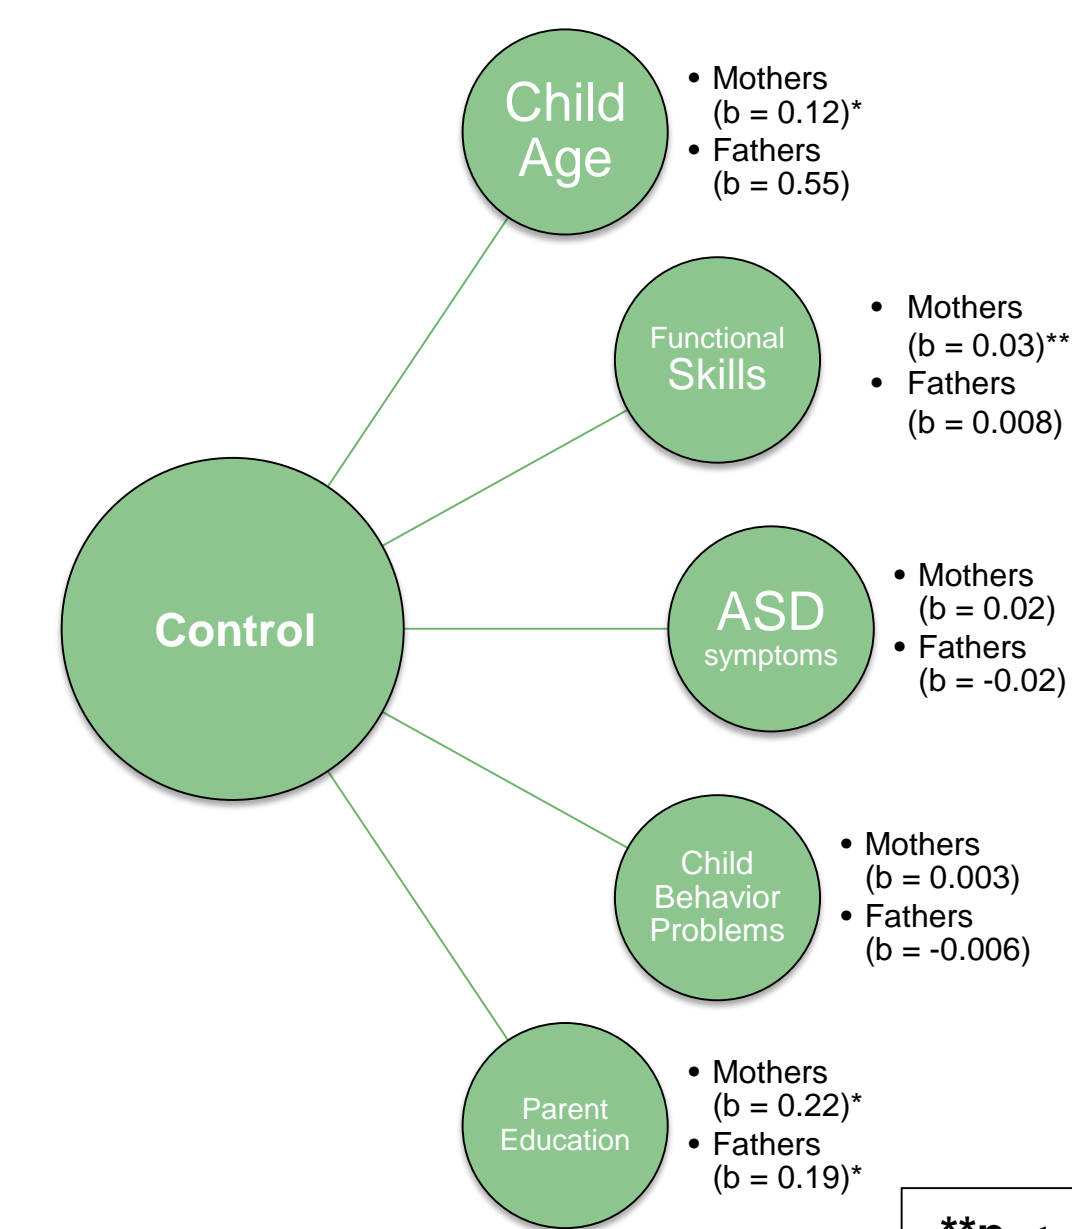 Child
Age
• Mothers
(b = 0.12)*
• Fathers
(b = 0.55)
Functional
Skills
• Mothers
(b = 0.03)**
• Fathers
(b = 0.008)
Control
ASD
symptoms
• Mothers
(b = 0.02)
• Fathers
(b = -0.02)
Child
Behavior
Problems
• Mothers
(b = 0.003)
• Fathers
(b = -0.006)
Parent
Education
• Mothers
(b = 0.22)*
• Fathers
(b = 0.19)*